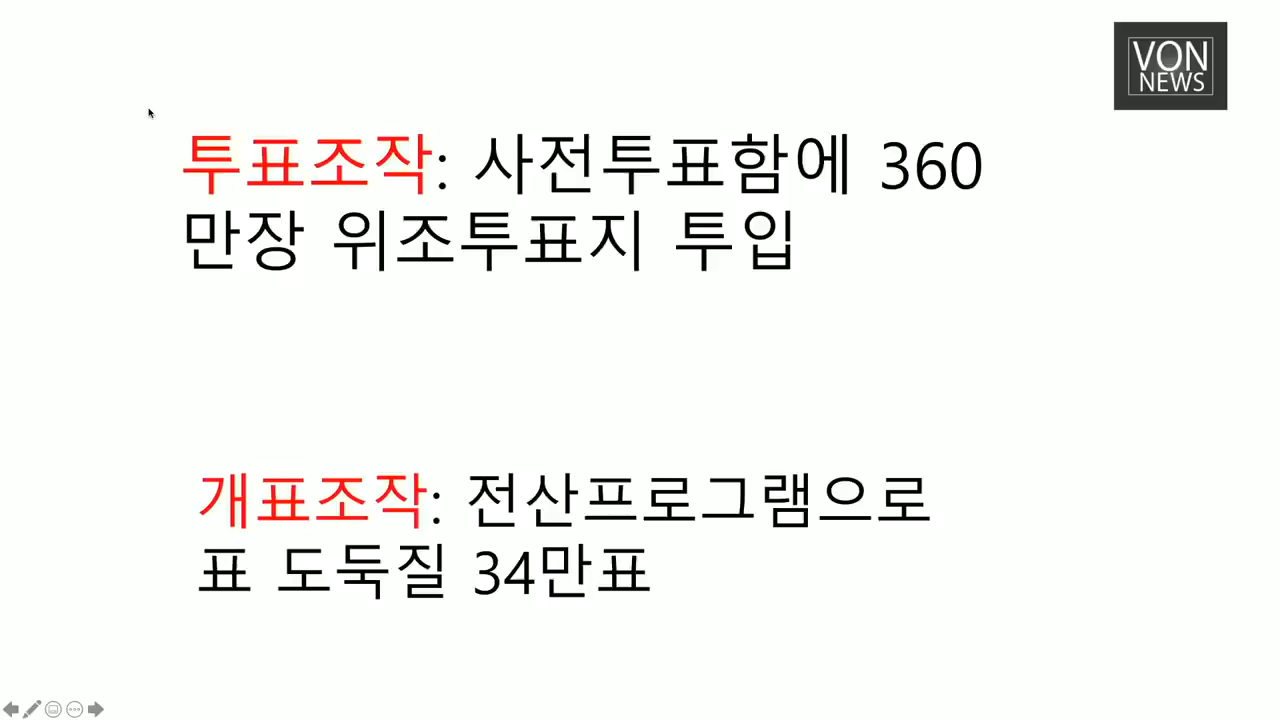 VON
NEWS
투표조작: 사전투표함에 360
만장 위조투표지 투입
개표조작: 전산프로그램으로
표 도둑질 34만표